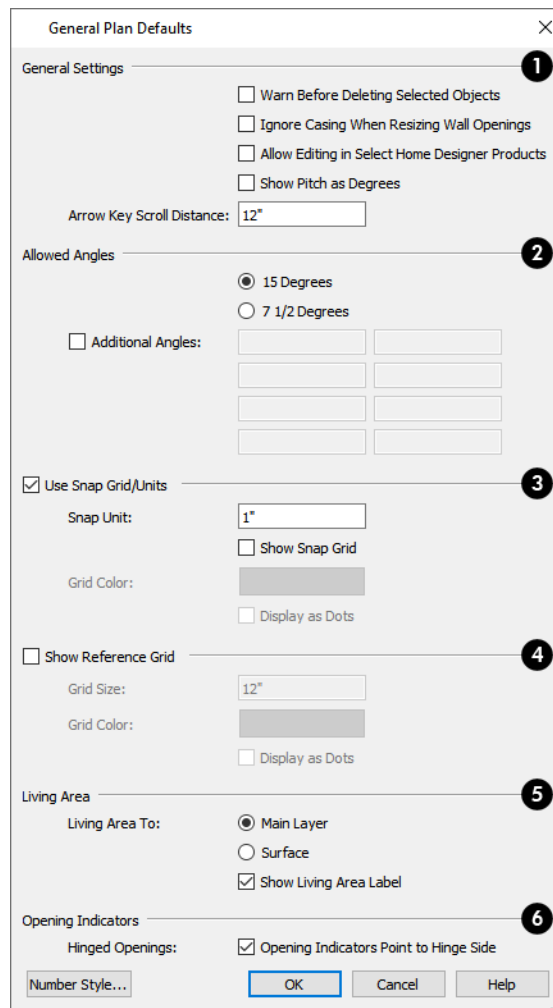 General Plan Defaults
General Settings 1
Warn Before Deleting Selected Objects
Ignore Casing When Resizing Wall Openings
Allow Editing in Select Home Designer Products
Show Pitch as Degrees
Arrow Key Scroll Distance: 12"
Allowed Angles 2
15 Degrees
7 1/2 Degrees
Additional Angles:
Use Snap Grid/Units 3
Snap Unit: 1"
Show Snap Grid
Grid Color:
Display as Dots
Show Reference Grid 4
Grid Size: 12"
Grid Color:
Display as Dots
Living Area 5
Living Area To: Main Layer
Surface
Show Living Area Label
Opening Indicators 6
Hinged Openings: Opening Indicators Point to Hinge Side
Number Style... OK Cancel Help